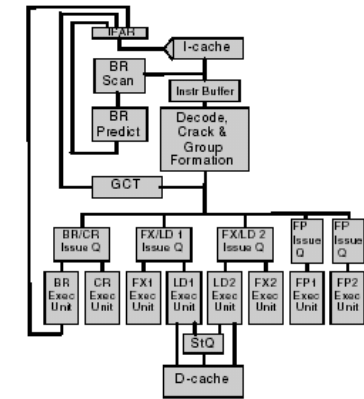 IFAR
I-cache
BR
Scan
Instr Buffer
BR
Predict
Decode,
Crack &
Group
Formation
GCT
BR/CR
Issue Q
FX/LD 1
Issue Q
FX/LD 2
Issue Q
FP
Issue
Q
FP
Issue
Q
BR
Exec
Unit
CR
Exec
Unit
FX1
Exec
Unit
LD1
Exec
Unit
LD2
Exec
Unit
FX2
Exec
Unit
FP1
Exec
Unit
FP2
Exec
Unit
StQ
D-cache